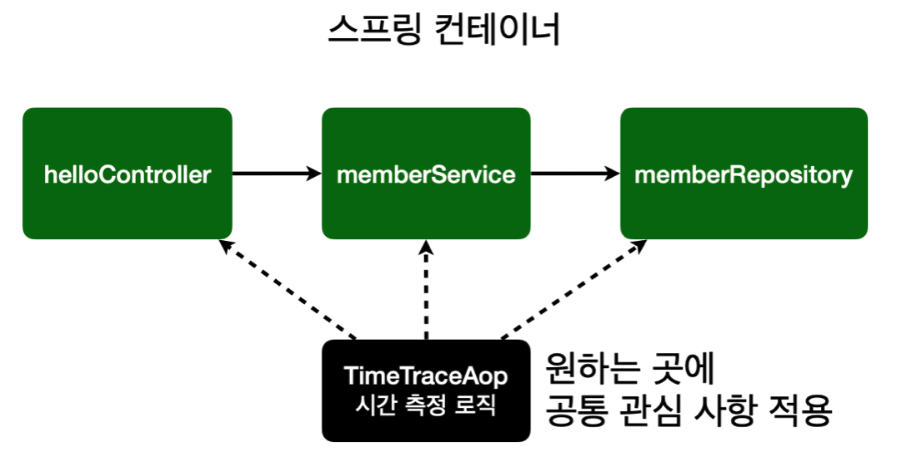 스프링 컨테이너
helloController
memberService
memberRepository
TimeTraceAop
시간 측정 로직
원하는 곳에
공통 관심 사항 적용